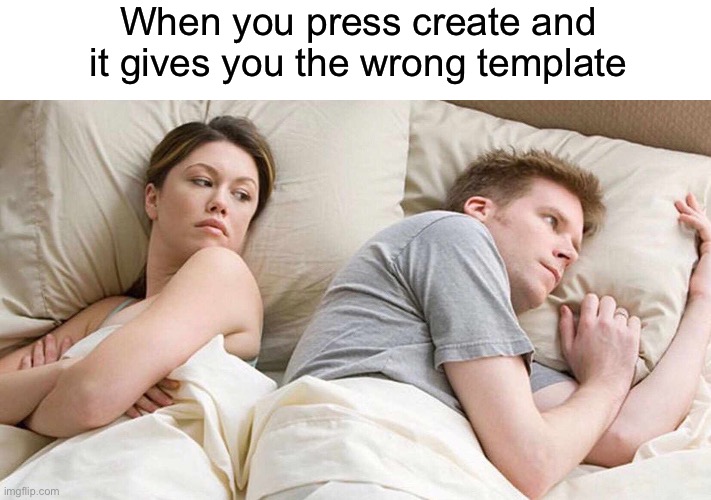 When you press create and
it gives you the wrong template
imgflip.com